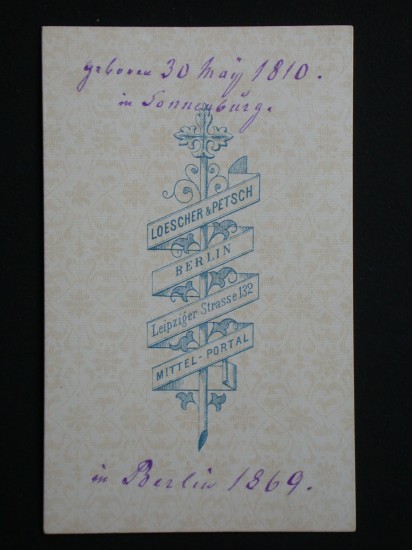 geboren 30 May 1810.
in Sonnenburg.
LOESCHER & PETSCH
BERLIN
Leipziger-Strasse 132
MITTEL-PORTAL
in Berlin 1869.